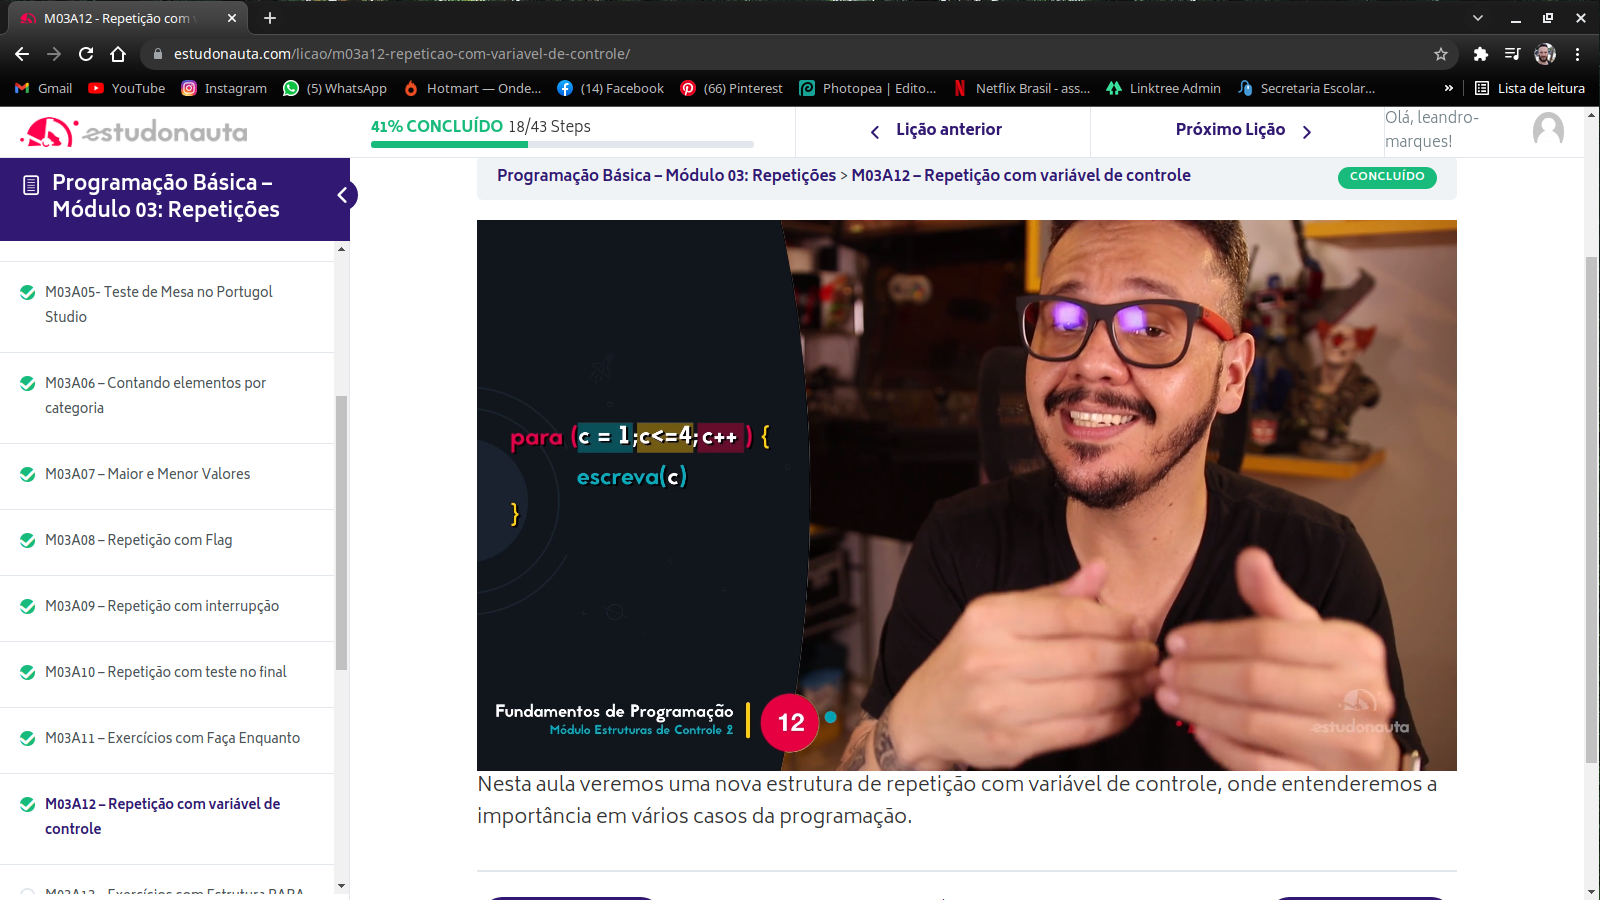 M03A12 - Repetição com v
estudonauta.com/licao/m03a12-repeticao-com-variavel-de-controle/
Gmail
YouTube
Instagram
(5) WhatsApp
Hotmart — Onde...
(14) Facebook
(66) Pinterest
Photopea | Edito...
Netflix Brasil - ass...
Linktree Admin
Secretaria Escolar...
»
Lista de leitura
estudonauta
41% CONCLUÍDO 18/43 Steps
Lição anterior
Próximo Lição
Olá, leandro-
marques!
Programação Básica –
Módulo 03: Repetições
M03A05- Teste de Mesa no Portugol
Studio
M03A06 – Contando elementos por
categoria
M03A07 – Maior e Menor Valores
M03A08 – Repetição com Flag
M03A09 – Repetição com interrupção
M03A10 – Repetição com teste no final
M03A11 – Exercícios com Faça Enquanto
M03A12 – Repetição com variável de
controle
M03A13 – Exercícios com Estrutura PARA
Programação Básica – Módulo 03: Repetições > M03A12 – Repetição com variável de controle
CONCLUÍDO
para (c = 1;c<=4;c++ ) {
escreva(c)
}
Fundamentos de Programação
Módulo Estruturas de Controle 2
12
estudonauta
Nesta aula veremos uma nova estrutura de repetição com variável de controle, onde entenderemos a
importância em vários casos da programação.